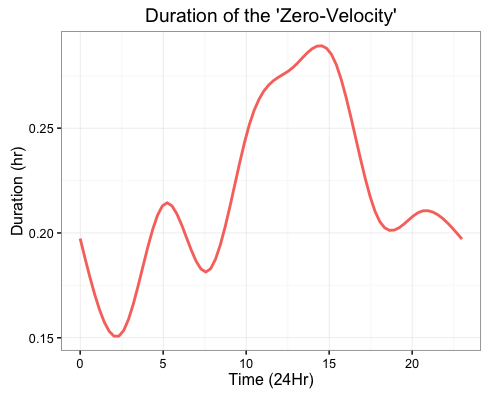 Duration of the 'Zero-Velocity'
Duration (hr)
0.25
0.20
0.15
0 5 10 15 20
Time (24Hr)